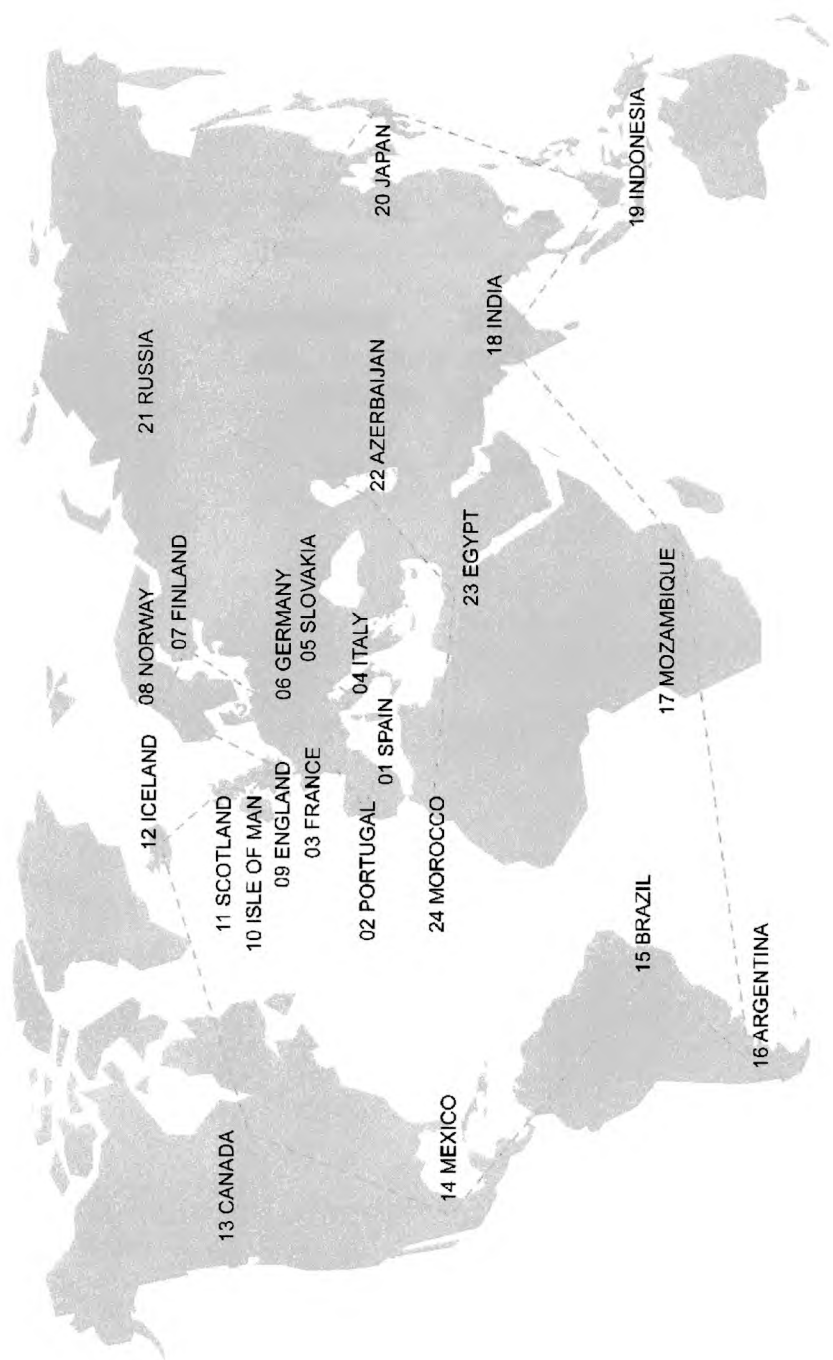 12 ICELAND
08 NORWAY
07 FINLAND
21 RUSSIA
13 CANADA
11 SCOTLAND
10 ISLE OF MAN
09 ENGLAND
03 FRANCE
06 GERMANY
05 SLOVAKIA
02 PORTUGAL
01 SPAIN
04 ITALY
22 AZERBAIJAN
20 JAPAN
14 MEXICO
24 MOROCCO
23 EGYPT
18 INDIA
15 BRAZIL
17 MOZAMBIQUE
19 INDONESIA
16 ARGENTINA